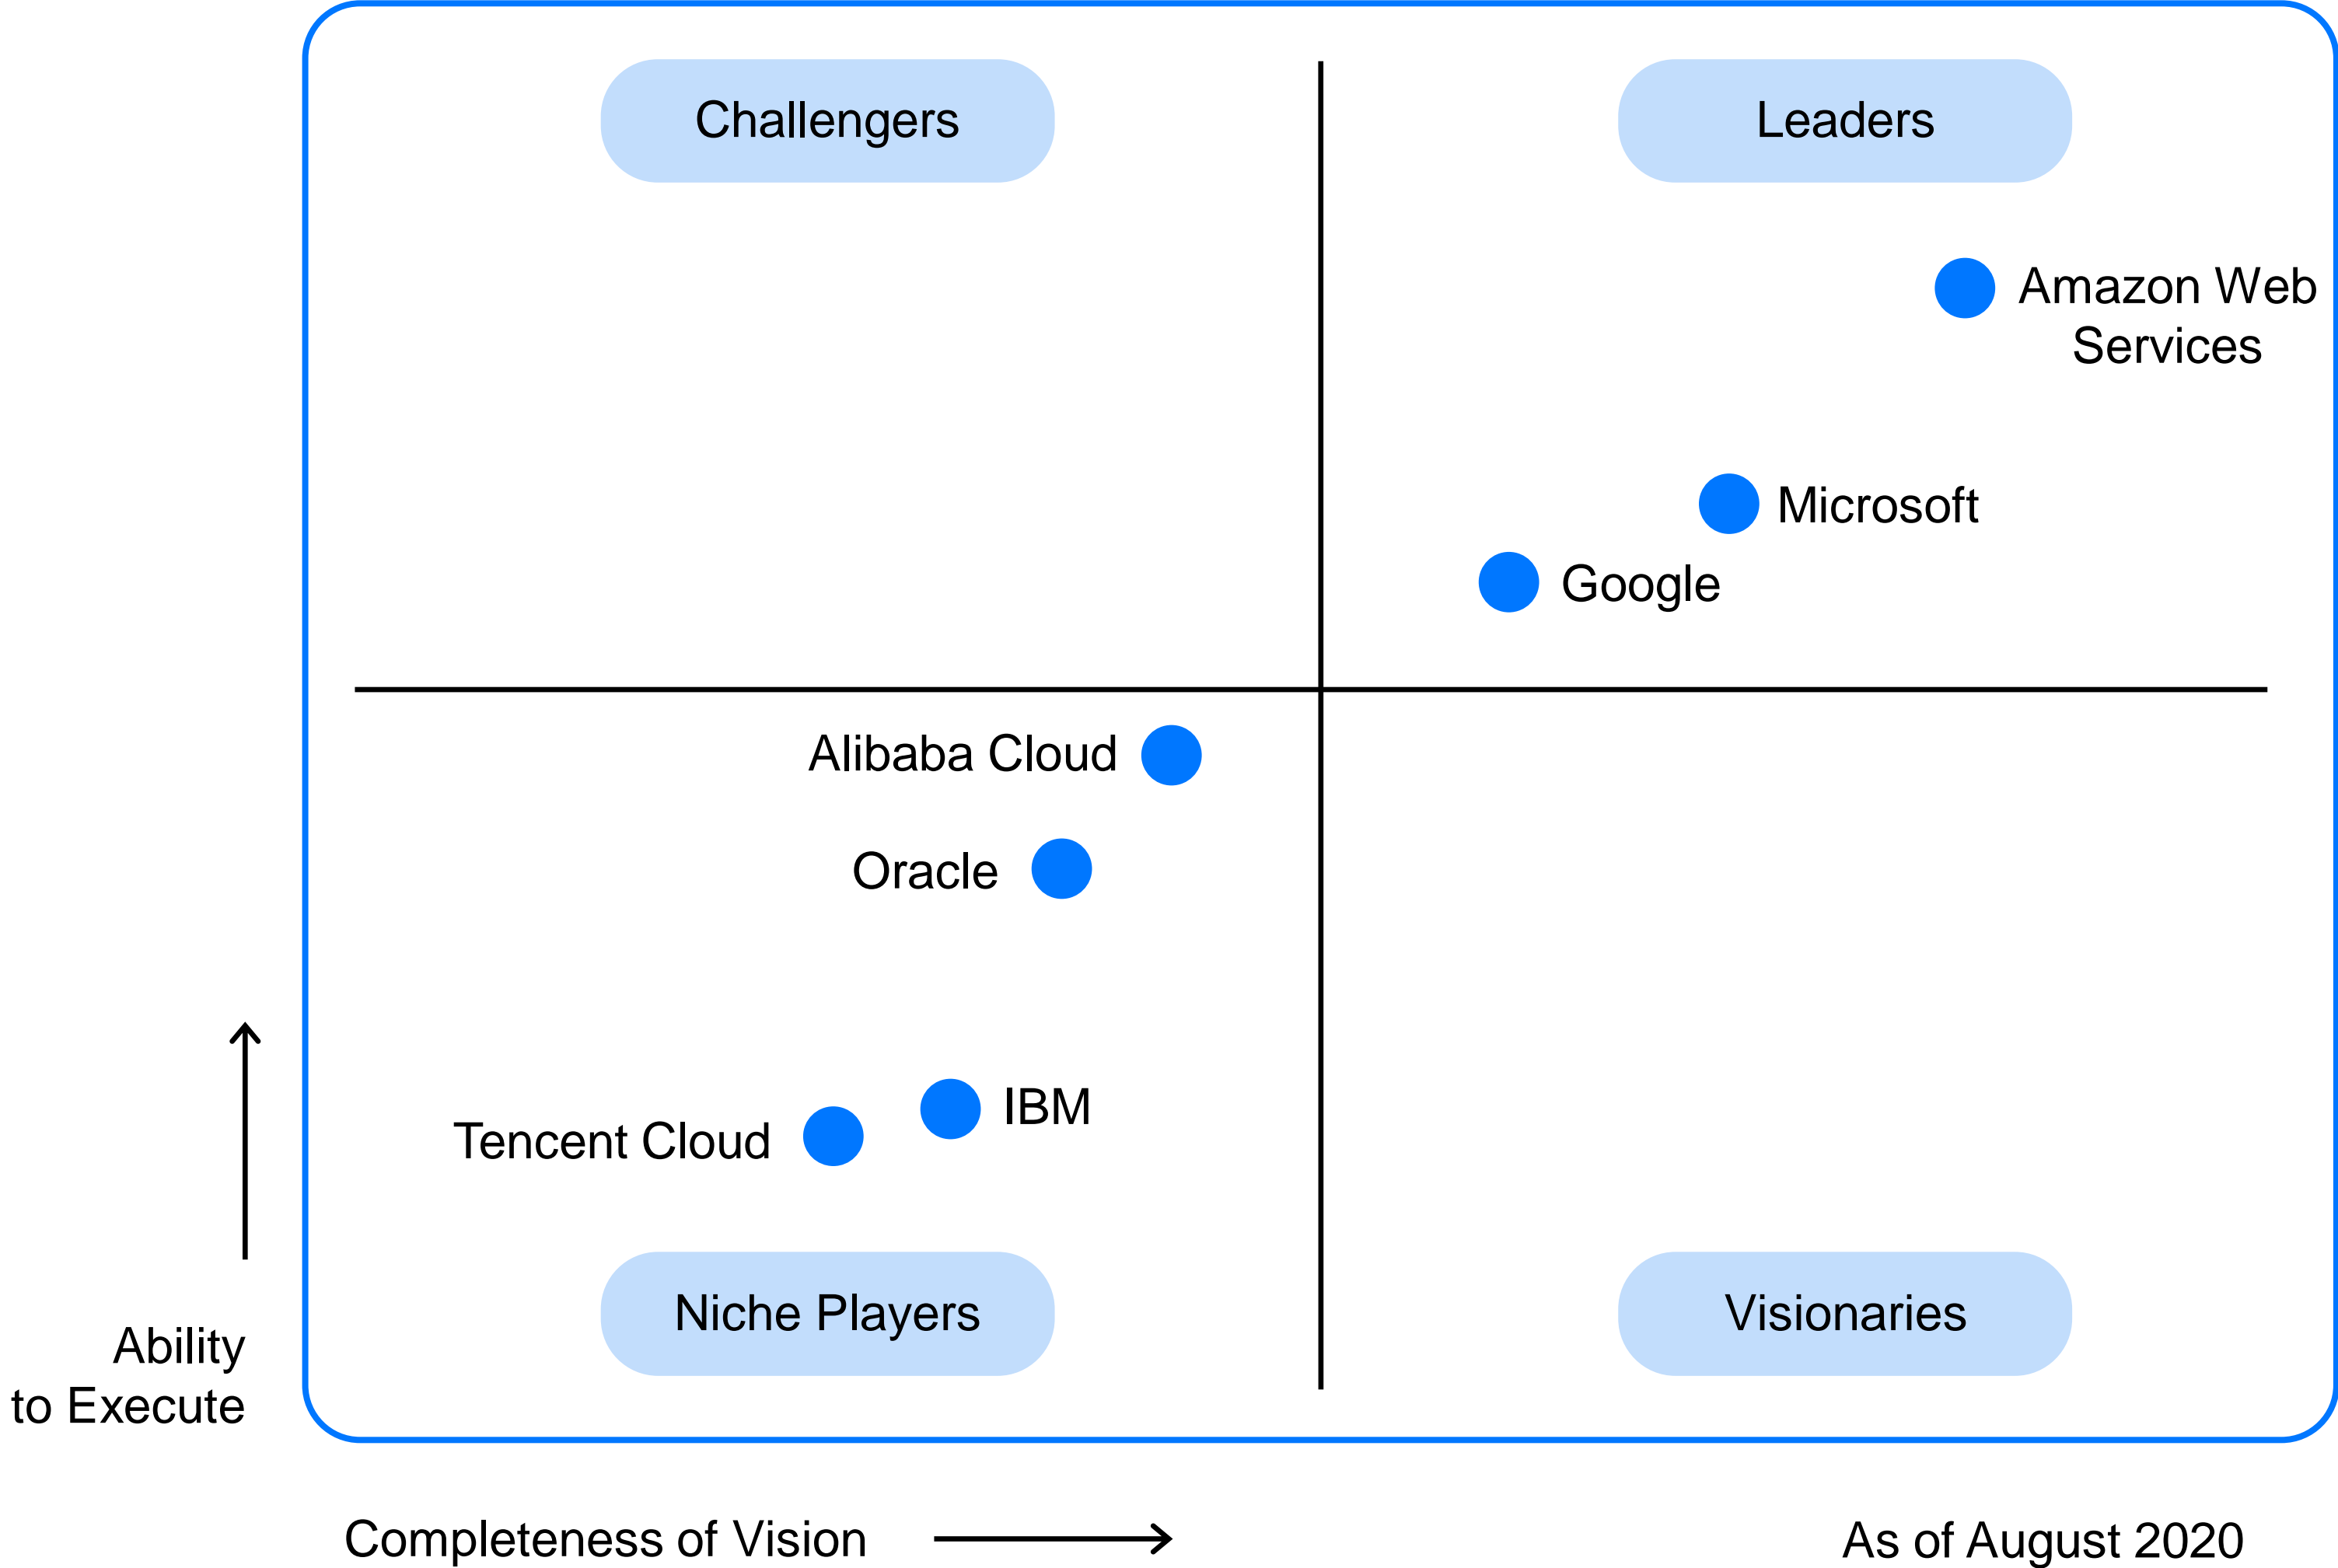 Challengers
Leaders
Amazon Web
Services
Microsoft
Google
Alibaba Cloud
Oracle
IBM
Tencent Cloud
Niche Players
Visionaries
Ability
to Execute
Completeness of Vision
As of August 2020